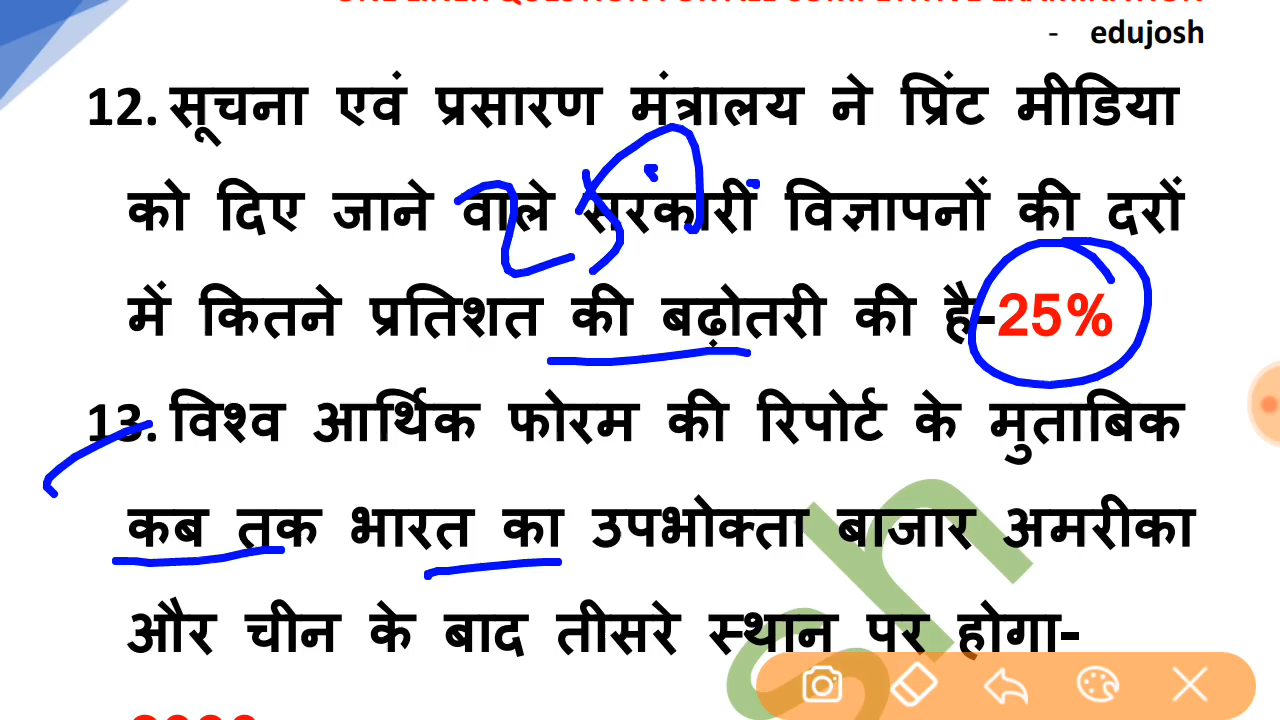 - edujosh
12. सूचना एवं प्रसारण मंत्रालय ने प्रिंट मीडिया
को दिए जाने वाले सरकारी विज्ञापनों की दरों
में कितने प्रतिशत की बढ़ोतरी की है-25%
13. विश्व आर्थिक फोरम की रिपोर्ट के मुताबिक
कब तक भारत का उपभोक्ता बाजार अमरीका
और चीन के बाद तीसरे स्थान पर होगा-
sh